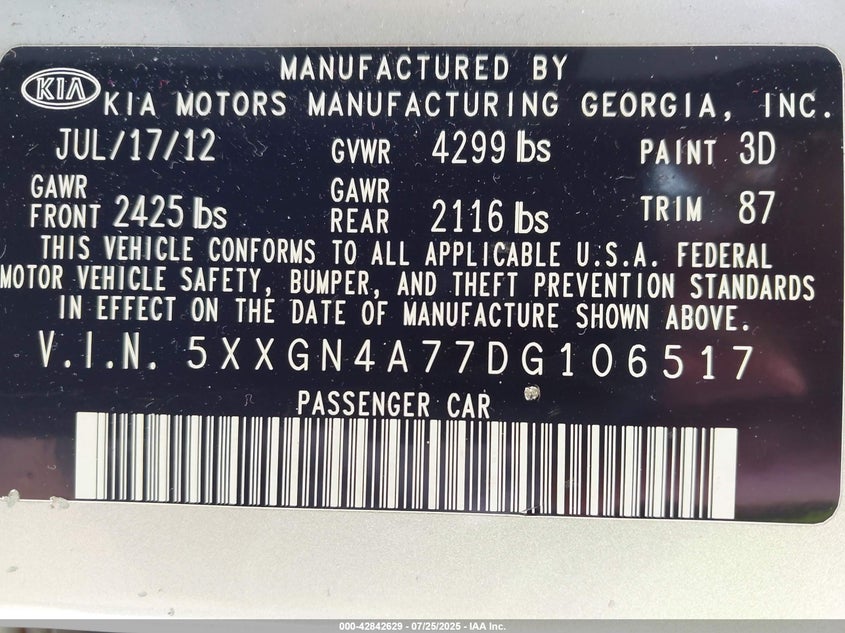 MANUFACTURED BY
KIA KIA MOTORS MANUFACTURING GEORGIA, INC.
JUL/17/12 GVWR 4299 lbs PAINT 3D
GAWR FRONT 2425 lbs GAWR REAR 2116 lbs TRIM 87
THIS VEHICLE CONFORMS TO ALL APPLICABLE U.S.A. FEDERAL
MOTOR VEHICLE SAFETY, BUMPER, AND THEFT PREVENTION STANDARDS
IN EFFECT ON THE DATE OF MANUFACTURE SHOWN ABOVE.
V.I.N. 5XXGN4A77DG106517
PASSENGER CAR
000-42842629 - 07/25/2025 - IAA Inc.